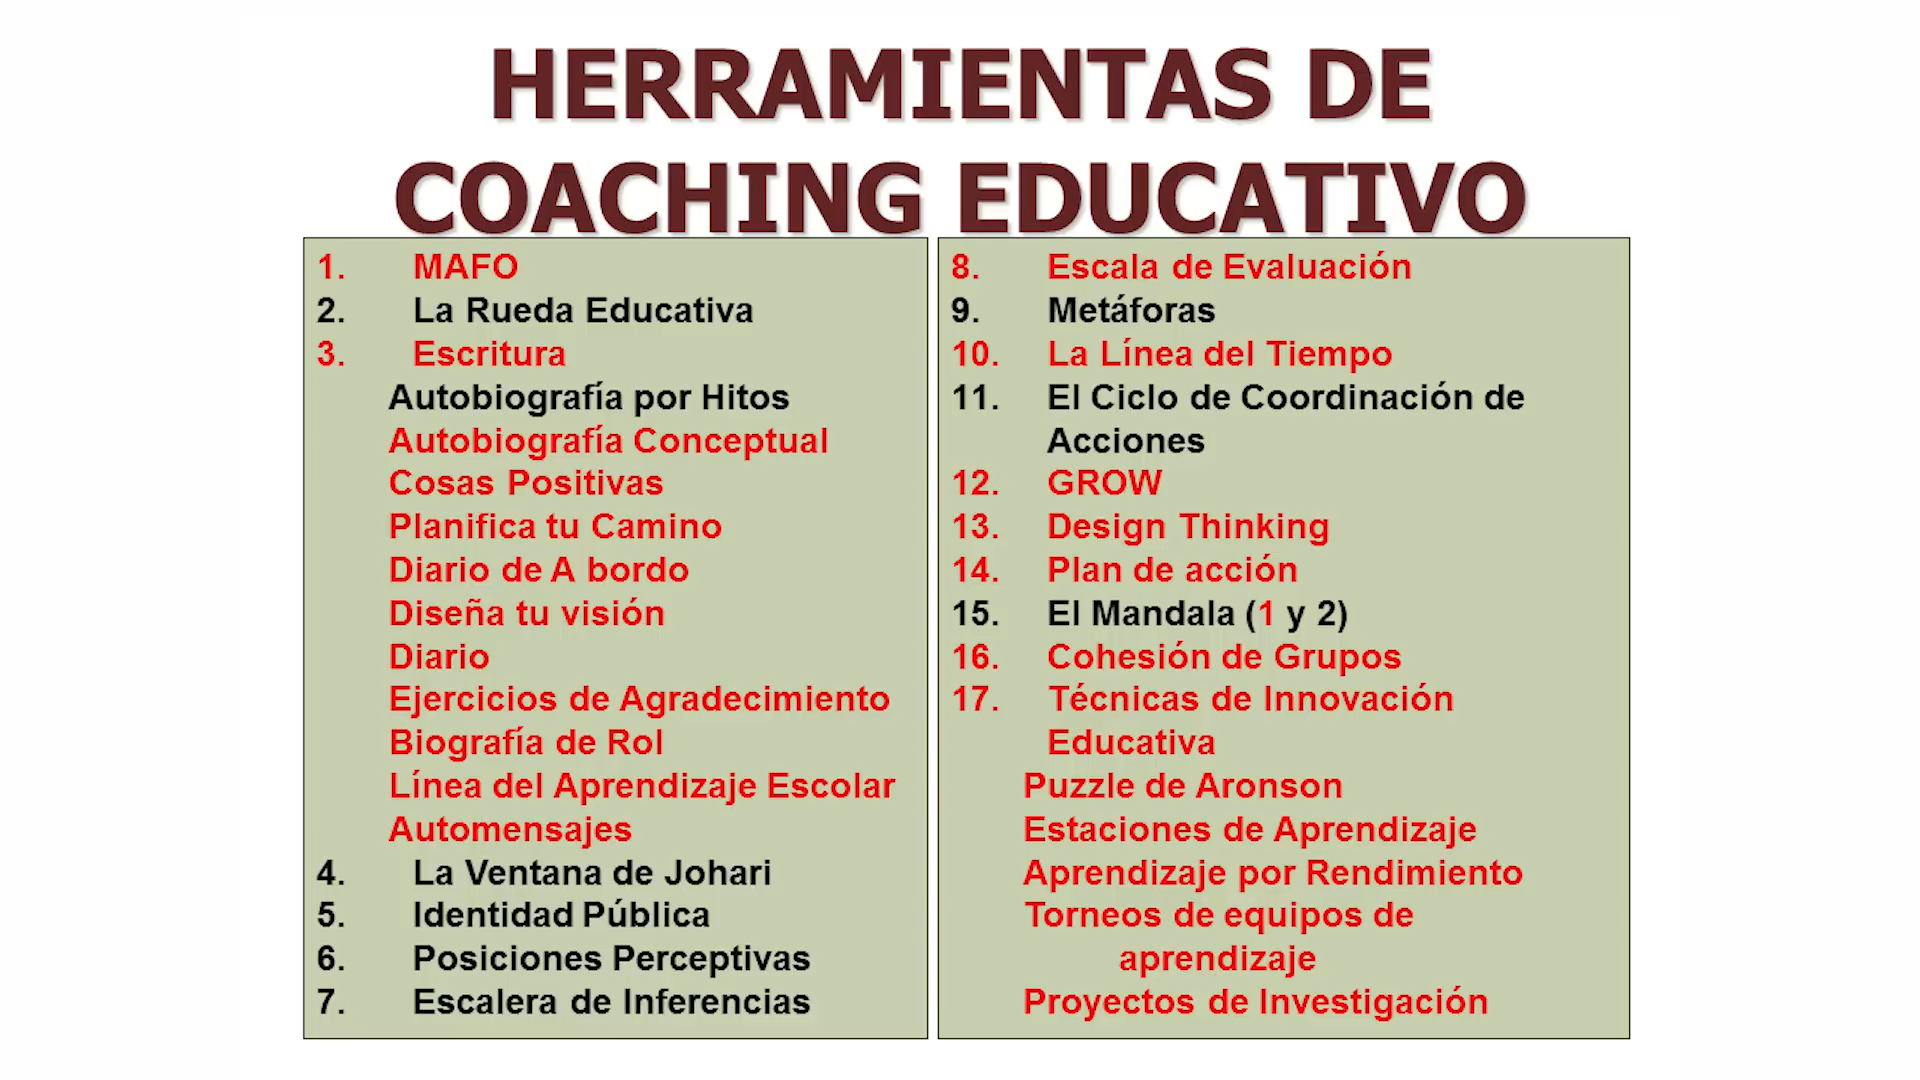 HERRAMIENTAS DE
COACHING EDUCATIVO
1. MAFO
2. La Rueda Educativa
3. Escritura
Autobiografía por Hitos
Autobiografía Conceptual
Cosas Positivas
Planifica tu Camino
Diario de A bordo
Diseña tu visión
Diario
Ejercicios de Agradecimiento
Biografía de Rol
Línea del Aprendizaje Escolar
Automensajes
4. La Ventana de Johari
5. Identidad Pública
6. Posiciones Perceptivas
7. Escalera de Inferencias
8. Escala de Evaluación
9. Metáforas
10. La Línea del Tiempo
11. El Ciclo de Coordinación de
Acciones
12. GROW
13. Design Thinking
14. Plan de acción
15. El Mandala (1 y 2)
16. Cohesión de Grupos
17. Técnicas de Innovación
Educativa
Puzzle de Aronson
Estaciones de Aprendizaje
Aprendizaje por Rendimiento
Torneos de equipos de
aprendizaje
Proyectos de Investigación